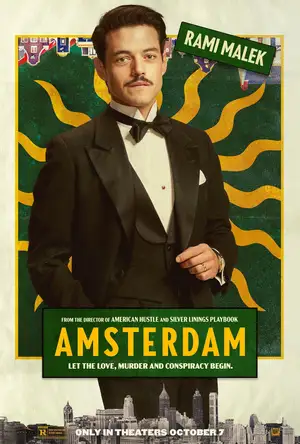 RAMI MALEK
FROM THE DIRECTOR OF AMERICAN HUSTLE AND SILVER LININGS PLAYBOOK
AMSTERDAM
LET THE LOVE, MURDER AND CONSPIRACY BEGIN.
R
ONLY IN THEATERS OCTOBER 7